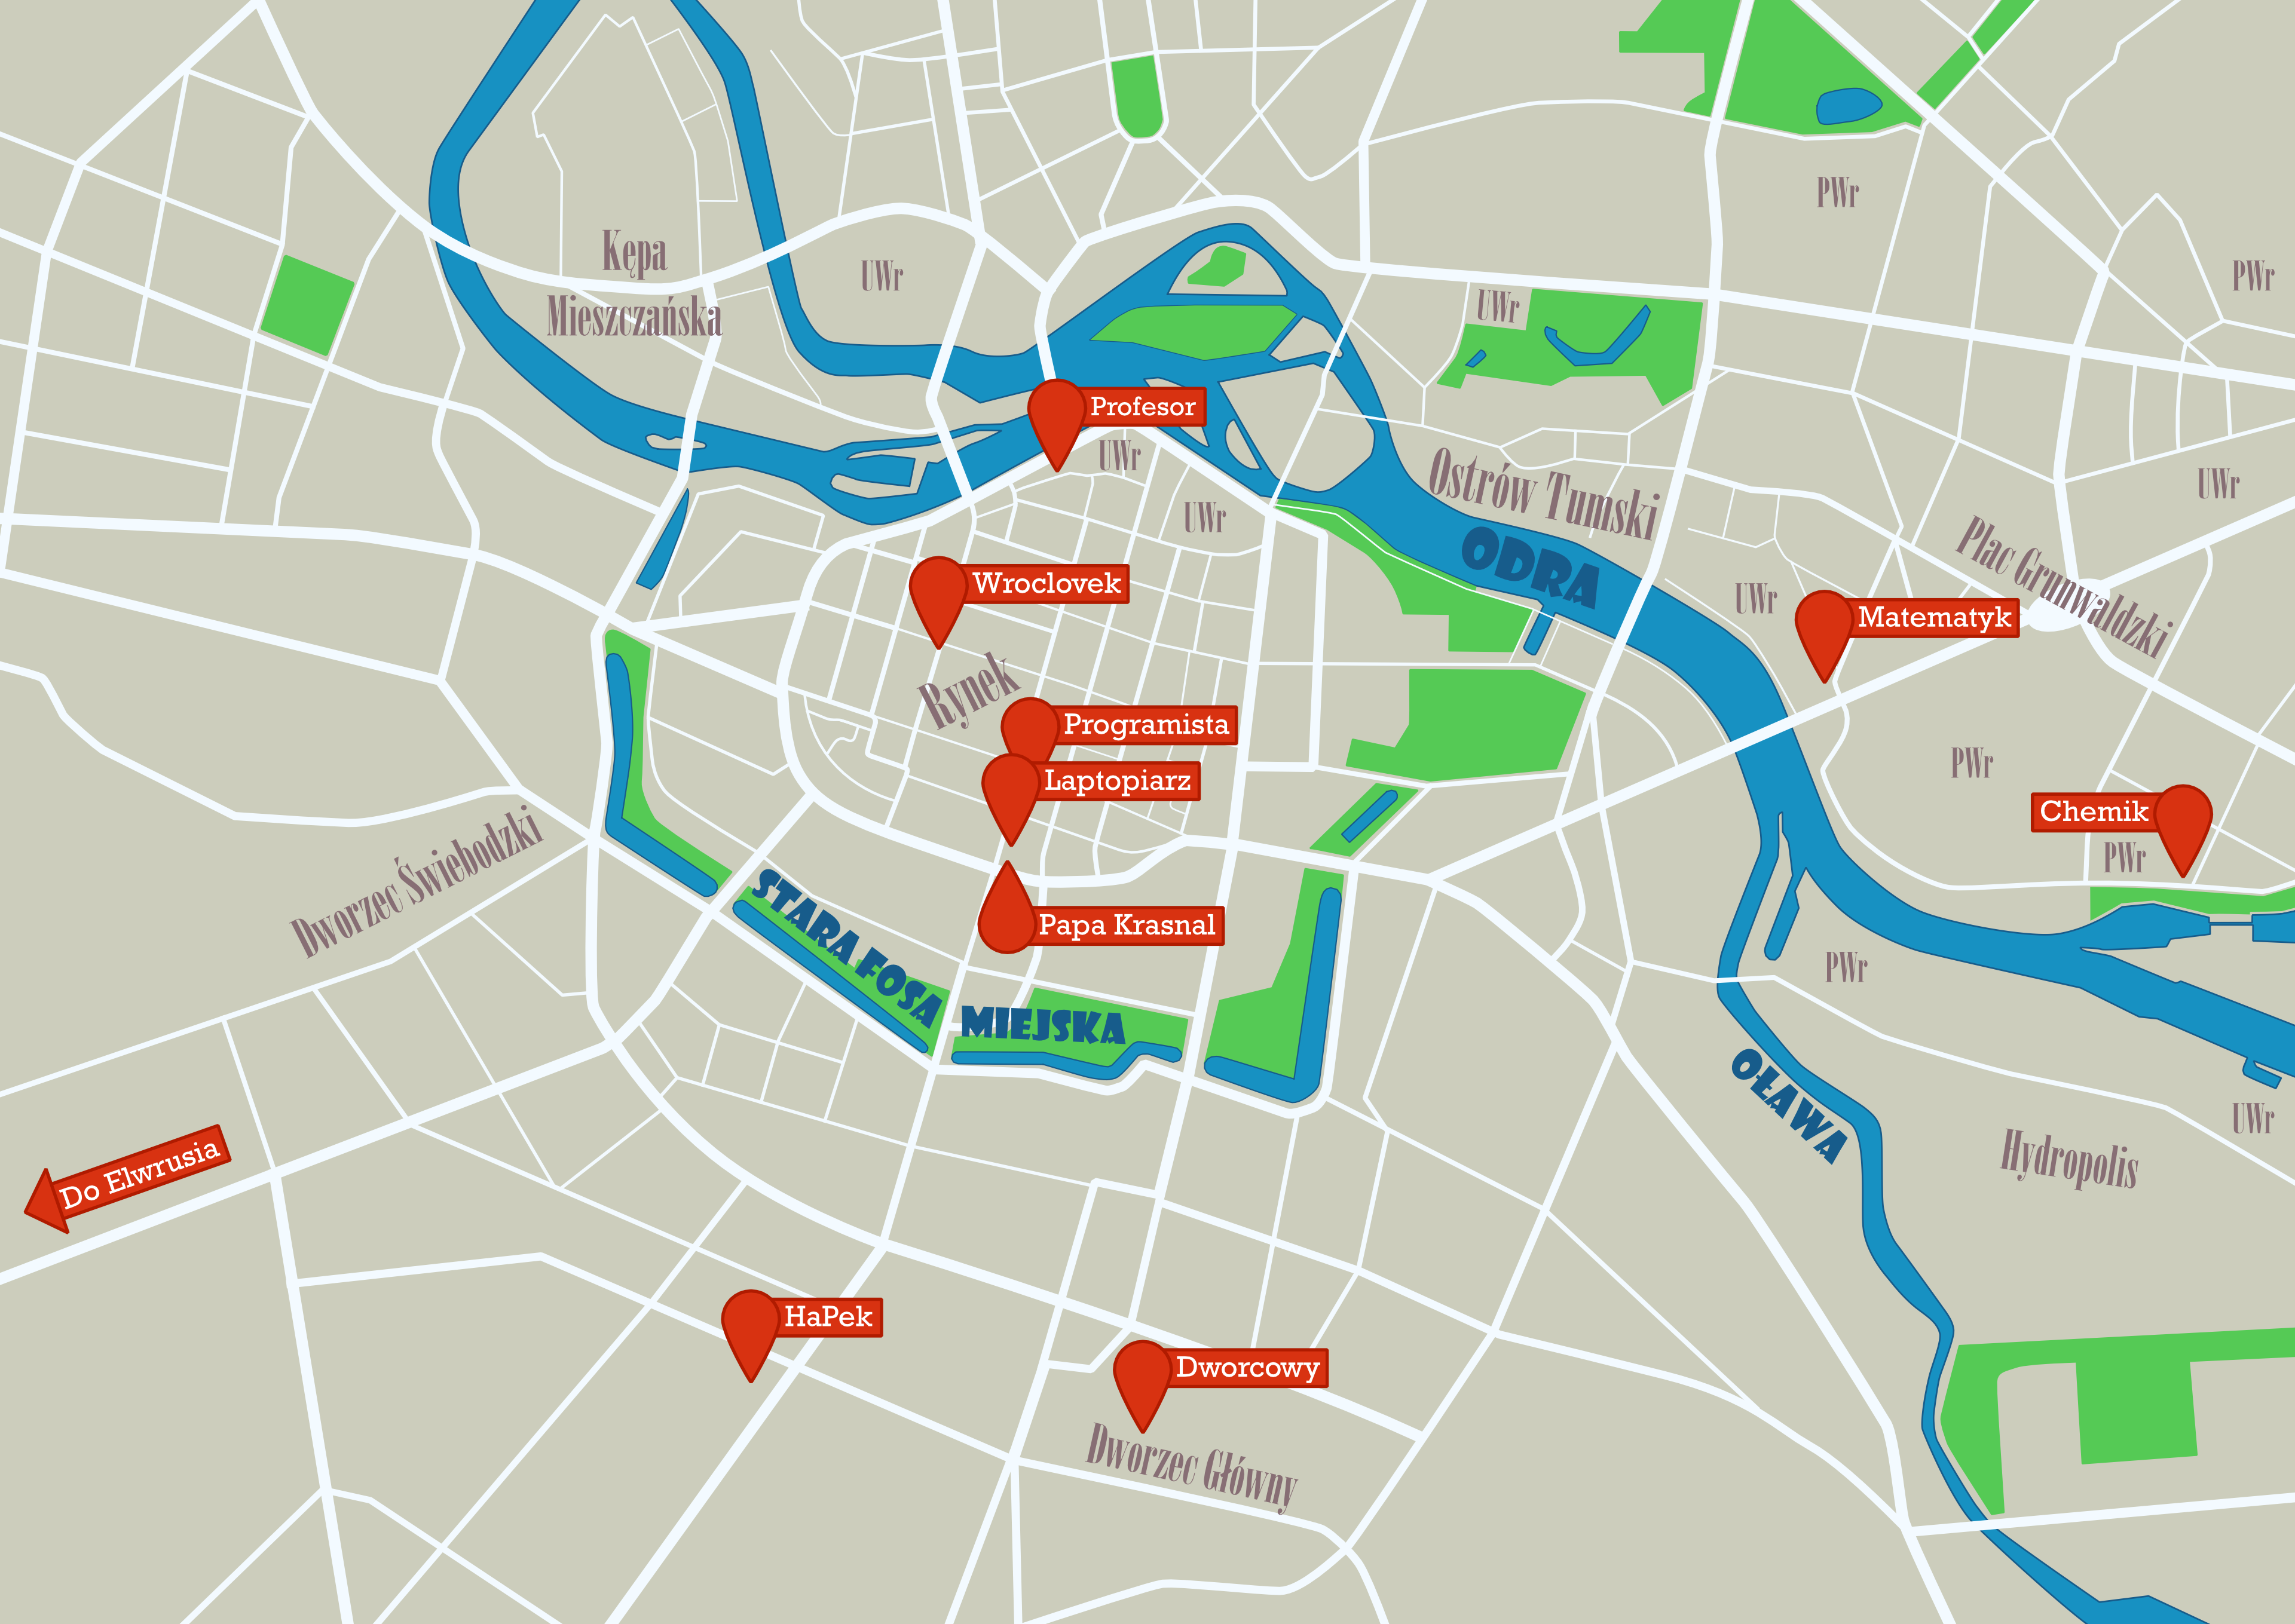 PWr
Kępa
Mieszczańska
UWr
PWr
UWr
Profesor
UWr
Ostrów Tumski
UWr
UWr
ODRA
Plac Grunwaldzki
Wroclovek
UWr
Matematyk
Rynek
Programista
Laptopiarz
PWr
Chemik
PWr
Dworzec Świebodzki
STARA FOSA
MIEJSKA
Papa Krasnal
PWr
OŁAWA
UWr
Hydropolis
Do Elwrusia
HaPek
Dworcowy
Dworzec Główny